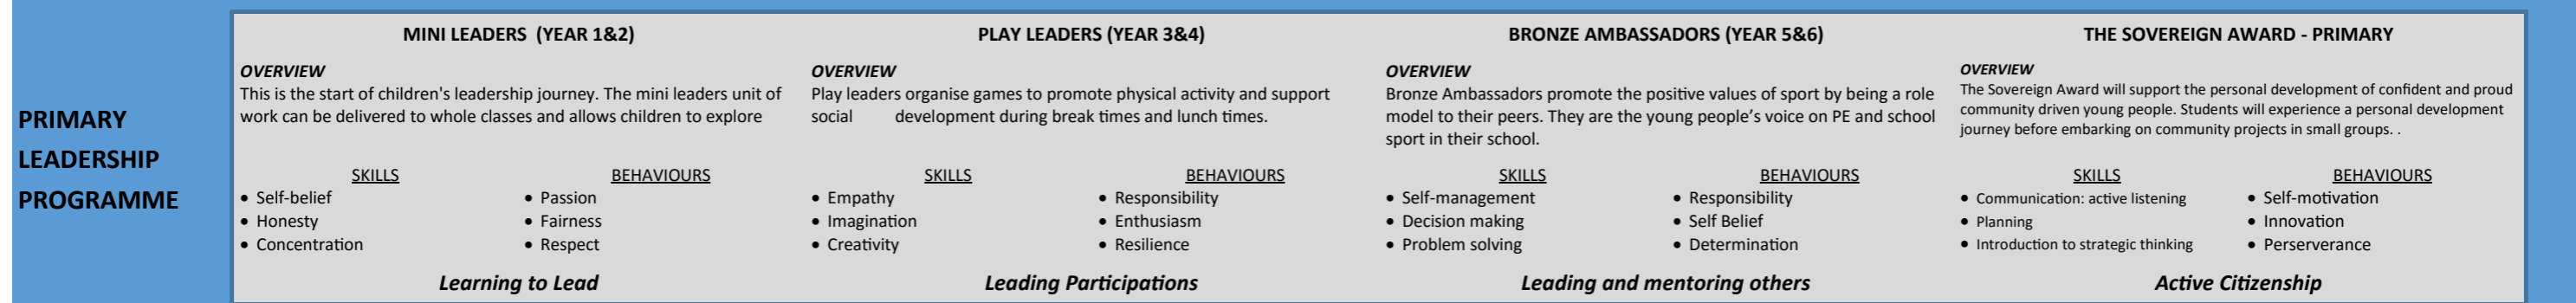 PRIMARY
LEADERSHIP
PROGRAMME
MINI LEADERS (YEAR 1&2)
OVERVIEW
This is the start of children's leadership journey. The mini leaders unit of
work can be delivered to whole classes and allows children to explore
SKILLS
• Self-belief
• Honesty
• Concentration
BEHAVIOURS
• Passion
• Fairness
• Respect
Learning to Lead
PLAY LEADERS (YEAR 3&4)
OVERVIEW
Play leaders organise games to promote physical activity and support
social development during break times and lunch times.
SKILLS
• Empathy
• Imagination
• Creativity
BEHAVIOURS
• Responsibility
• Enthusiasm
• Resilience
Leading Participations
BRONZE AMBASSADORS (YEAR 5&6)
OVERVIEW
Bronze Ambassadors promote the positive values of sport by being a role
model to their peers. They are the young people's voice on PE and school
sport in their school.
SKILLS
• Self-management
• Decision making
• Problem solving
BEHAVIOURS
• Responsibility
• Self Belief
• Determination
Leading and mentoring others
THE SOVEREIGN AWARD - PRIMARY
OVERVIEW
The Sovereign Award will support the personal development of confident and proud
community driven young people. Students will experience a personal development
journey before embarking on community projects in small groups. .
SKILLS
• Communication: active listening
• Planning
• Introduction to strategic thinking
BEHAVIOURS
• Self-motivation
• Innovation
• Perserverance
Active Citizenship